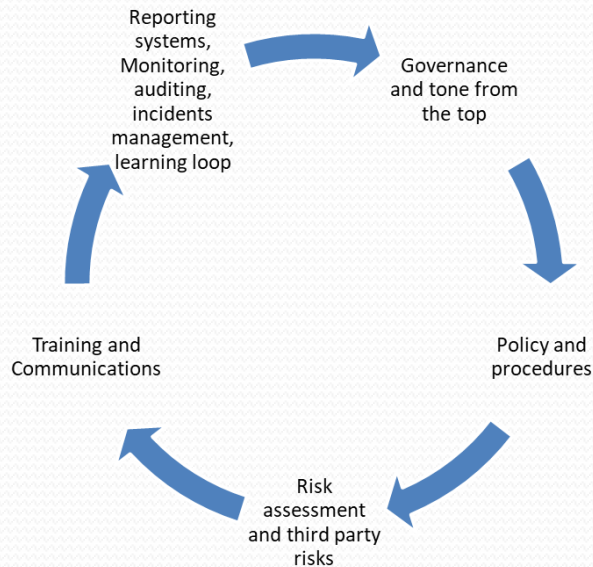 Reporting
systems,
Monitoring,
auditing,
incidents
management,
learning loop
Governance
and tone from
the top
Policy and
procedures
Risk
assessment
and third party
risks
Training and
Communications